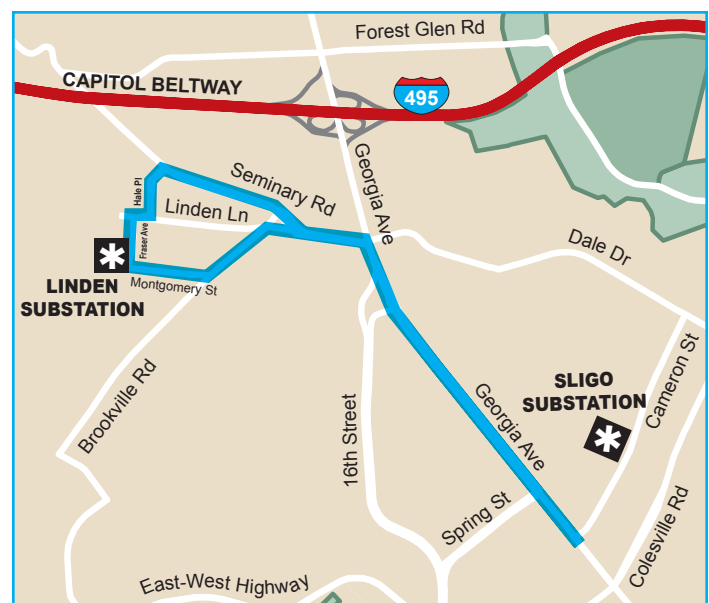 Forest Glen Rd
CAPITOL BELTWAY
495
Georgia Ave
Seminary Rd
Hale Pl
Linden Ln
Fraser Ave
Dale Dr
LINDEN
SUBSTATION
Montgomery St
Cameron St
SLIGO
SUBSTATION
Brookville Rd
Georgia Ave
16th Street
Spring St
Colesville Rd
East-West Highway